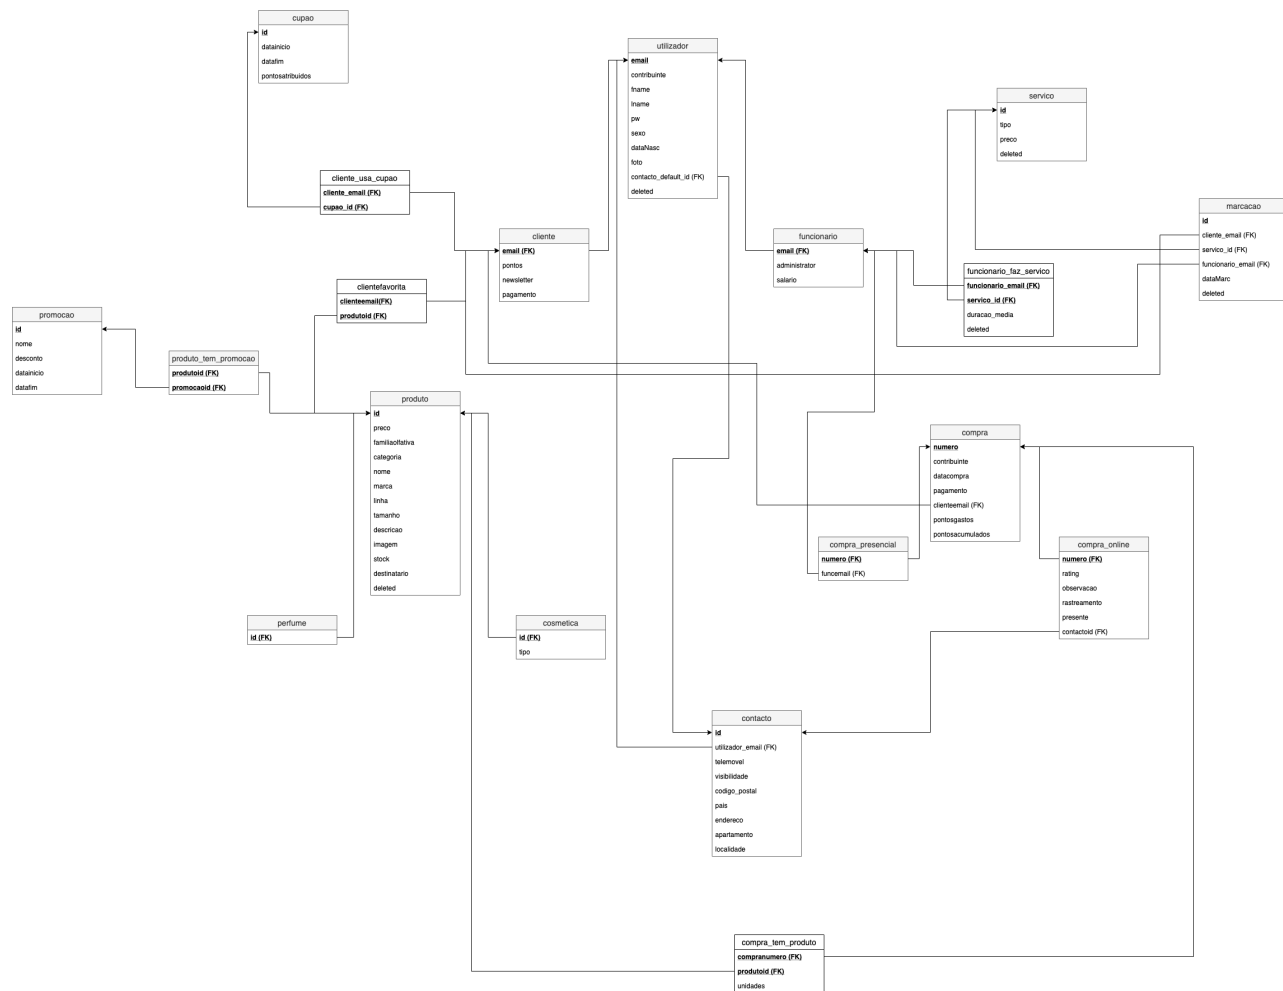 cupao
id
datainicio
datafim
pontosatribuidos
utilizador
email
contribuinte
fname
lname
pw
sexo
dataNasc
foto
contacto_default_id (FK)
deleted
servico
id
tipo
preco
deleted
cliente_usa_cupao
cliente_email (FK)
cupao_id (FK)
marcacao
id
cliente_email (FK)
servico_id (FK)
funcionario_email (FK)
dataMarc
deleted
cliente
email (FK)
pontos
newsletter
pagamento
funcionario
email (FK)
administrator
salario
funcionario_faz_servico
funcionario_email (FK)
servico_id (FK)
duracao_media
deleted
clientefavorita
clienteemail(FK)
produtoid (FK)
promocao
id
nome
desconto
datainicio
datafim
produto_tem_promocao
produtoid (FK)
promocaoid (FK)
produto
id
preco
familiaolfativa
categoria
nome
marca
linha
tamanho
descricao
imagem
stock
destinatario
deleted
compra
numero
contribuinte
datacompra
pagamento
clienteemail (FK)
pontosgastos
pontosacumulados
compra_presencial
numero (FK)
funcemail (FK)
compra_online
numero (FK)
rating
observacao
rastreamento
presente
contactoid (FK)
perfume
id (FK)
cosmetica
id (FK)
tipo
contacto
id
utilizador_email (FK)
telemovel
visibilidade
codigo_postal
pais
endereco
apartamento
localidade
compra_tem_produto
compranumero (FK)
produtoid (FK)
unidades